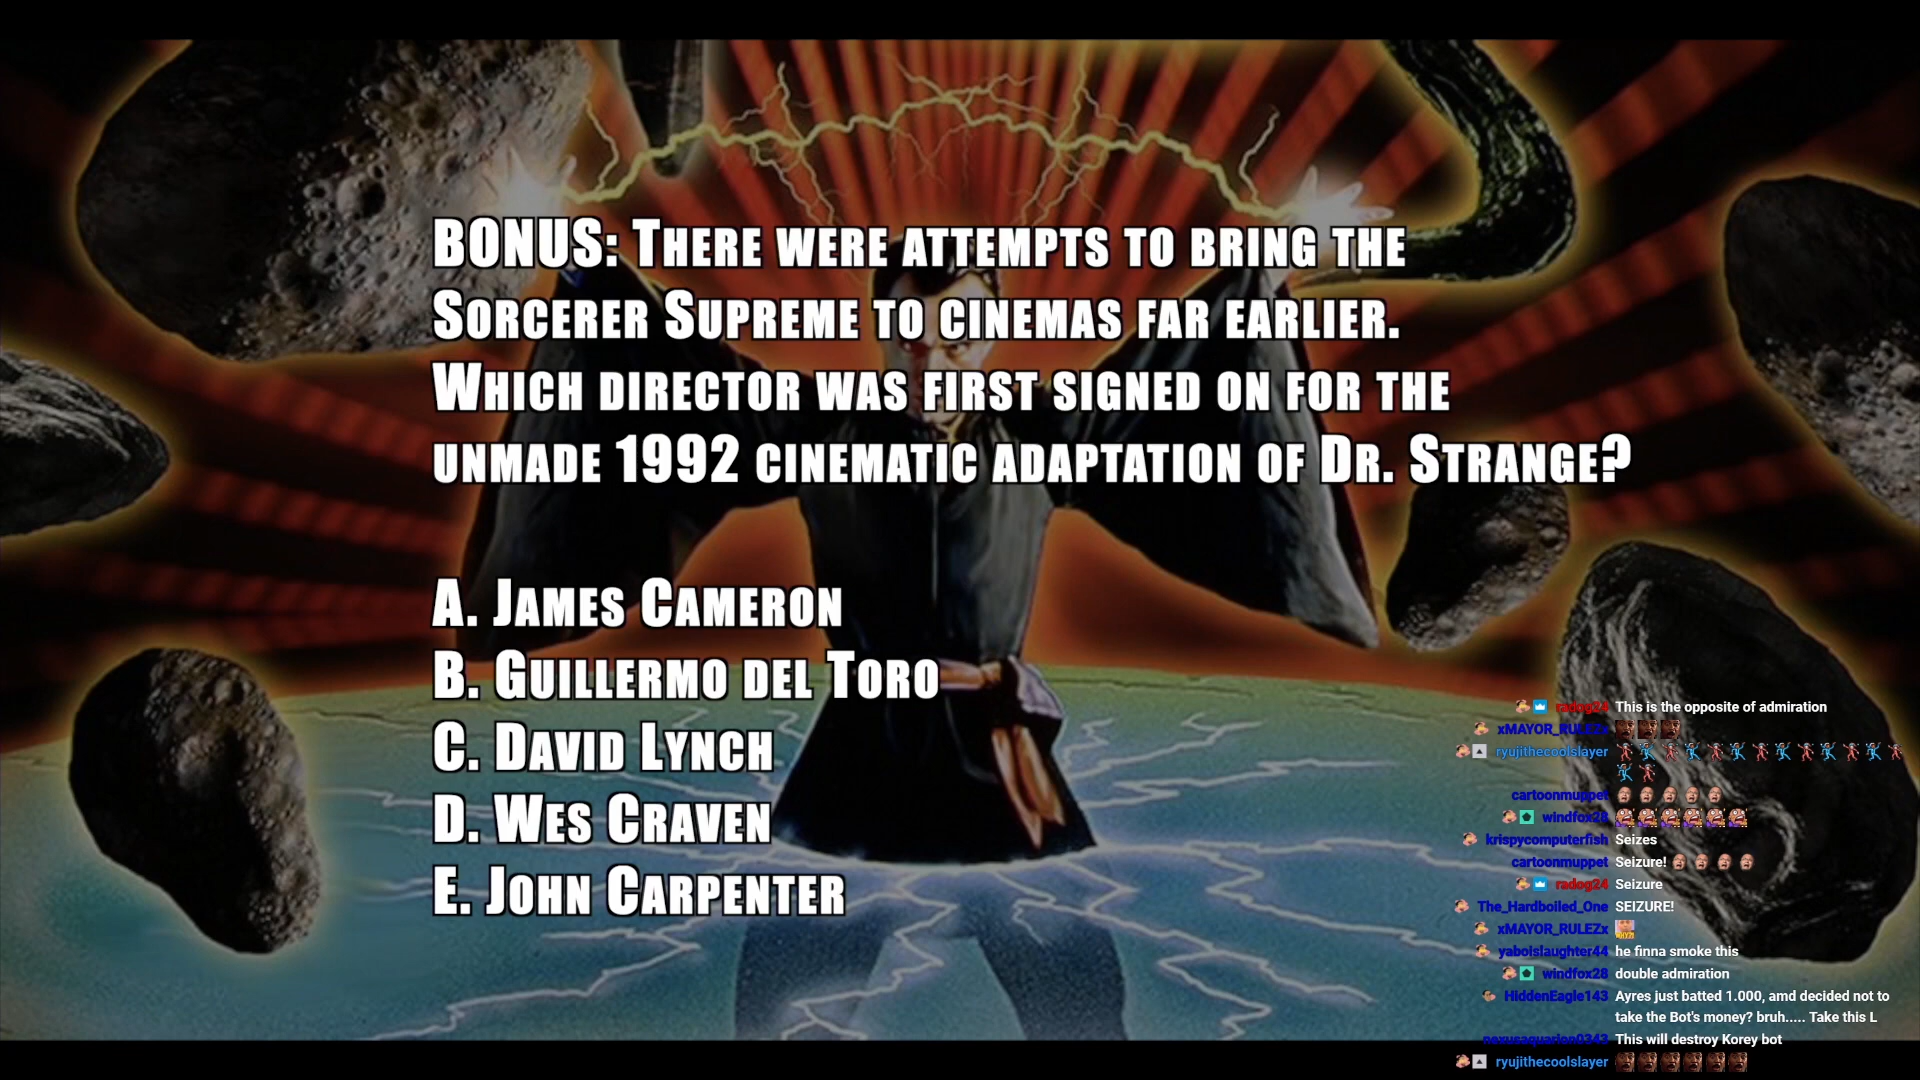 BONUS: THERE WERE ATTEMPTS TO BRING THE
SORCERER SUPREME TO CINEMAS FAR EARLIER.
WHICH DIRECTOR WAS FIRST SIGNED ON FOR THE
UNMADE 1992 CINEMATIC ADAPTATION OF DR. STRANGE?
A. JAMES CAMERON
B. GUILLERMO DEL TORO
C. DAVID LYNCH
D. WES CRAVEN
E. JOHN CARPENTER
radog24 This is the opposite of admiration
xMAYOR_RULEZx
ryujithecoolslayer
cartoonmuppet
windfox28
krispycomputerfish Seizes
cartoonmuppet Seizure!
radog24 Seizure
The_Hardboiled_One SEIZURE!
xMAYOR_RULEZx
yaboislaughter44 he finna smoke this
windfox28 double admiration
HiddenEagle143 Ayres just batted 1.000, amd decided not to
take the Bot's money? bruh..... Take this L
nexusaquarion0343 This will destroy Korey bot
ryujithecoolslayer